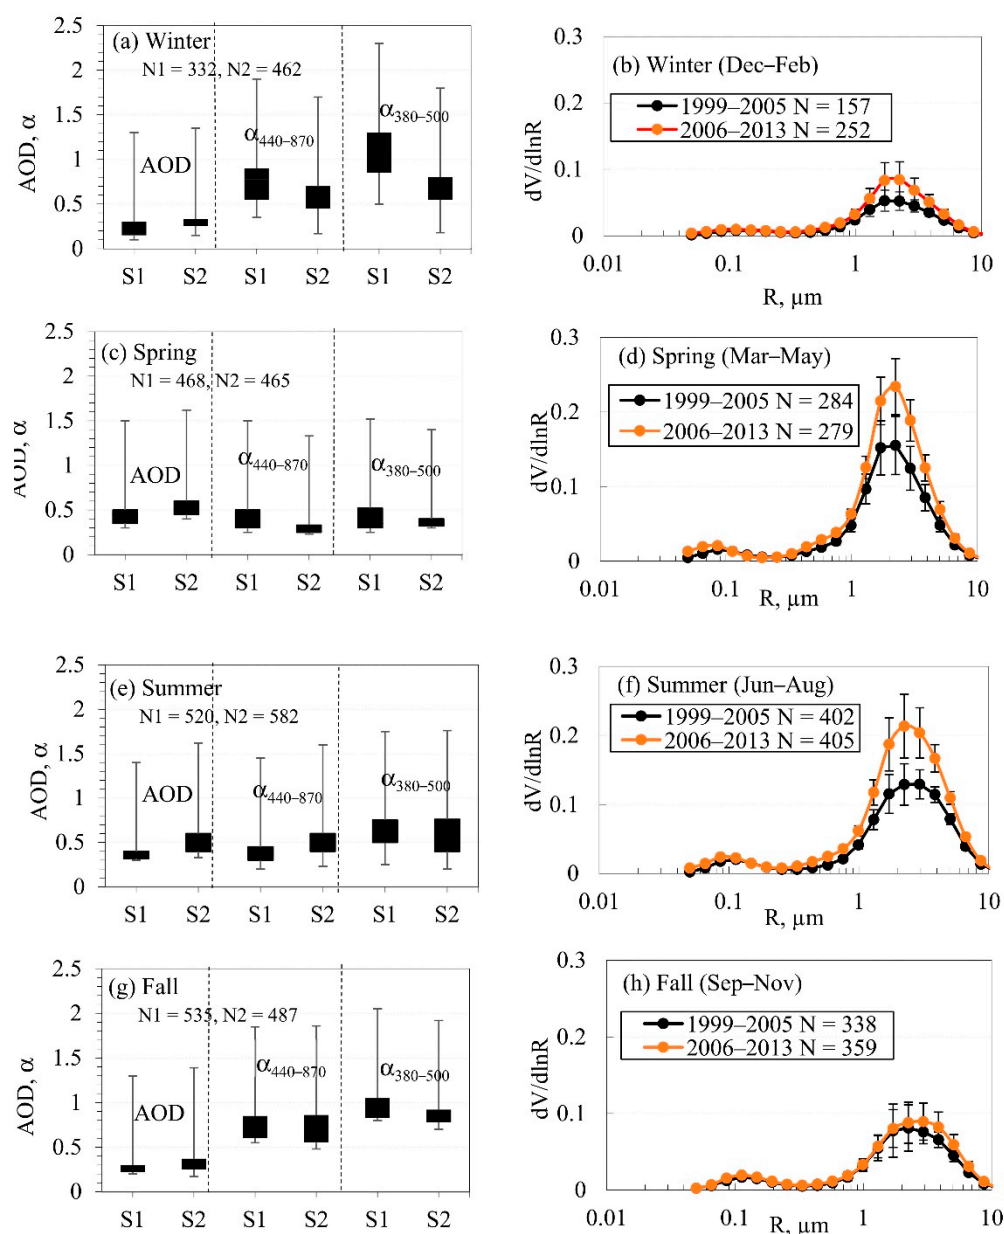 (a) Winter
N1 = 332, N2 = 462
2.5
2
1.5
1
0.5
0
AOD, α
AOD
α440–870
α380–500
S1 S2 S1 S2 S1 S2
(b) Winter (Dec–Feb)
1999–2005 N = 157
2006–2013 N = 252
0.3
0.2
0.1
0
dV/dlnR
0.01 0.1 1 10
R, µm
(c) Spring
N1 = 468, N2 = 465
2.5
2
1.5
1
0.5
0
AOD, α
AOD
α440–870
α380–500
S1 S2 S1 S2 S1 S2
(d) Spring (Mar–May)
1999–2005 N = 284
2006–2013 N = 279
0.3
0.2
0.1
0
dV/dlnR
0.01 0.1 1 10
R, µm
(e) Summer
N1 = 520, N2 = 582
2.5
2
1.5
1
0.5
0
AOD, α
AOD
α440–870
α380–500
S1 S2 S1 S2 S1 S2
(f) Summer (Jun–Aug)
1999–2005 N = 402
2006–2013 N = 405
0.3
0.2
0.1
0
dV/dlnR
0.01 0.1 1 10
R, µm
(g) Fall
N1 = 535, N2 = 487
2.5
2
1.5
1
0.5
0
AOD, α
AOD
α440–870
α380–500
S1 S2 S1 S2 S1 S2
(h) Fall (Sep–Nov)
1999–2005 N = 338
2006–2013 N = 359
0.3
0.2
0.1
0
dV/dlnR
0.01 0.1 1 10
R, µm